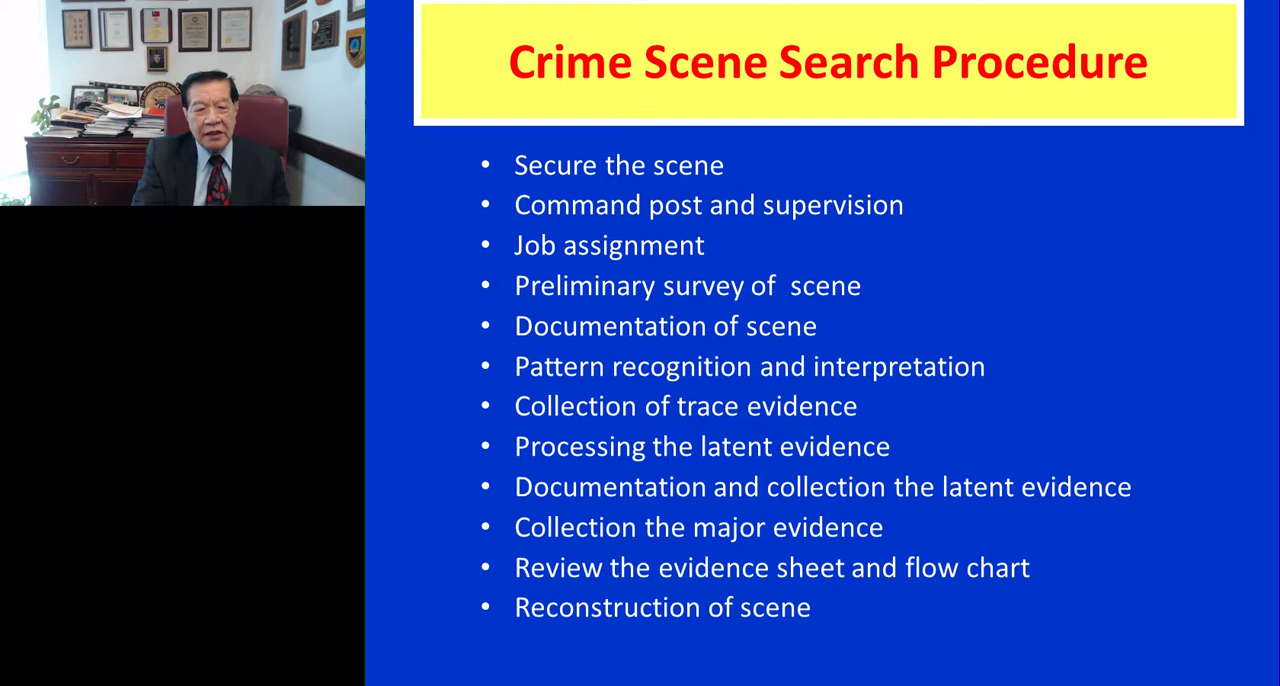 Crime Scene Search Procedure
• Secure the scene
• Command post and supervision
• Job assignment
• Preliminary survey of  scene
• Documentation of scene
• Pattern recognition and interpretation
• Collection of trace evidence
• Processing the latent evidence
• Documentation and collection the latent evidence
• Collection the major evidence
• Review the evidence sheet and flow chart
• Reconstruction of scene